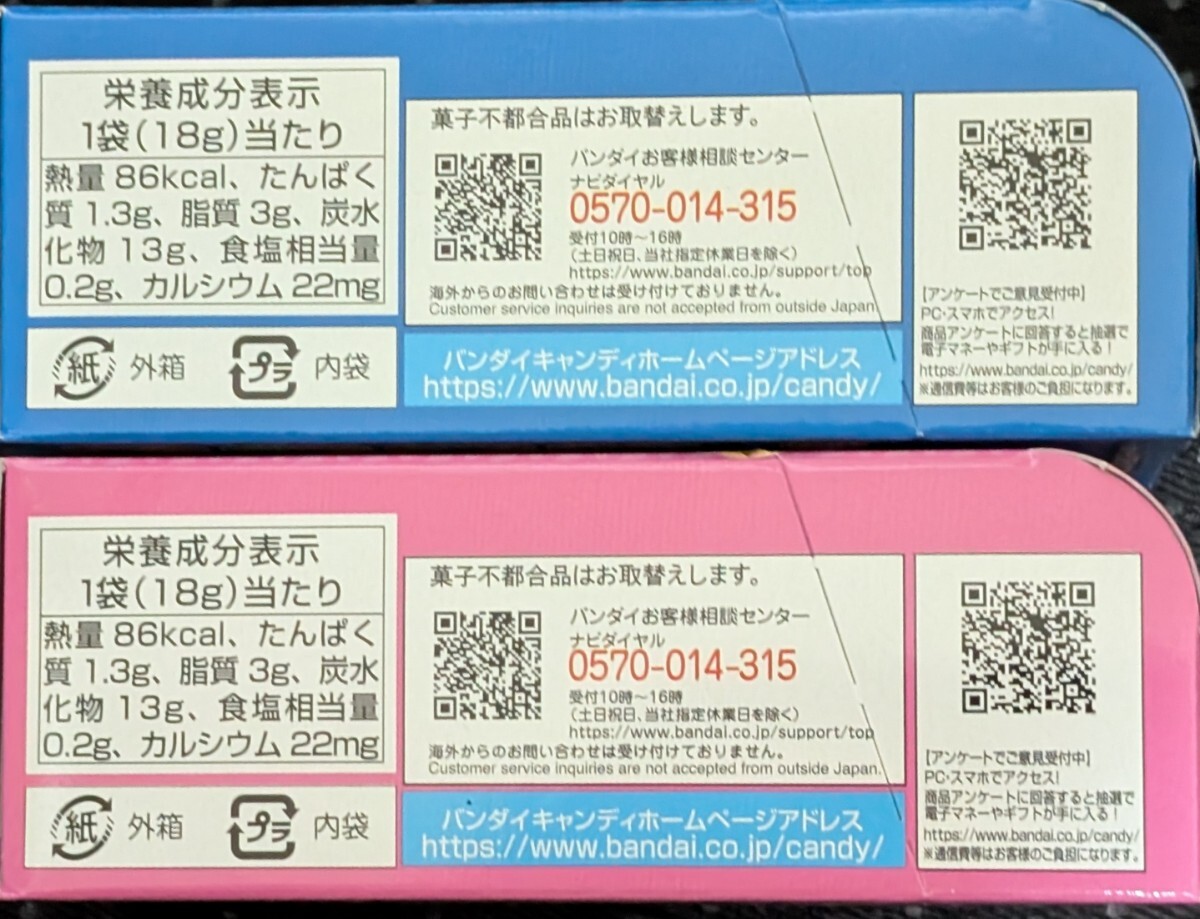 栄養成分表示
1袋(18g)当たり
熱量 86kcal、たんぱく
質 1.3g、脂質 3g、炭水
化物 13g、食塩相当量
0.2g、カルシウム 22mg
紙 外箱 プラ 内袋
菓子不都合品はお取替えします。
バンダイお客様相談センター
ナビダイヤル
0570-014-315
受付10時~16時
(土日祝日、当社指定休業日を除く)
https://www.bandai.co.jp/support/top
海外からのお問い合わせは受け付けておりません。
Customer service inquiries are not accepted from outside Japan.
バンダイキャンディホームページアドレス
https://www.bandai.co.jp/candy/
【アンケートでご意見受付中】
PC・スマホでアクセス!
商品アンケートに回答すると抽選で
電子マネーやギフトが手に入る!
https://www.bandai.co.jp/candy/
※通信費等はお客様のご負担になります。
栄養成分表示
1袋(18g)当たり
熱量 86kcal、たんぱく
質 1.3g、脂質 3g、炭水
化物 13g、食塩相当量
0.2g、カルシウム 22mg
紙 外箱 プラ 内袋
菓子不都合品はお取替えします。
バンダイお客様相談センター
ナビダイヤル
0570-014-315
受付10時~16時
(土日祝日、当社指定休業日を除く)
https://www.bandai.co.jp/support/top
海外からのお問い合わせは受け付けておりません。
Customer service inquiries are not accepted from outside Japan.
バンダイキャンディホームページアドレス
https://www.bandai.co.jp/candy/
【アンケートでご意見受付中】
PC・スマホでアクセス!
商品アンケートに回答すると抽選で
電子マネーやギフトが手に入る!
https://www.bandai.co.jp/candy/
※通信費等はお客様のご負担になります。